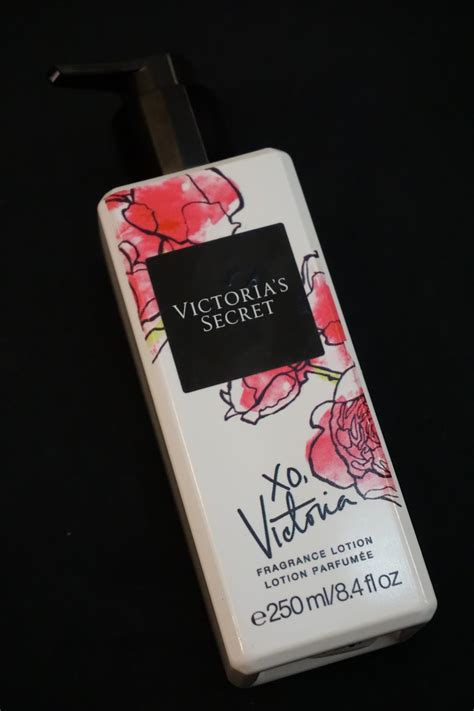 VICTORIA'S
SECRET
XO,
Victoria
FRAGRANCE LOTION
LOTION PARFUMÉE
e250 ml/8.4 fl oz